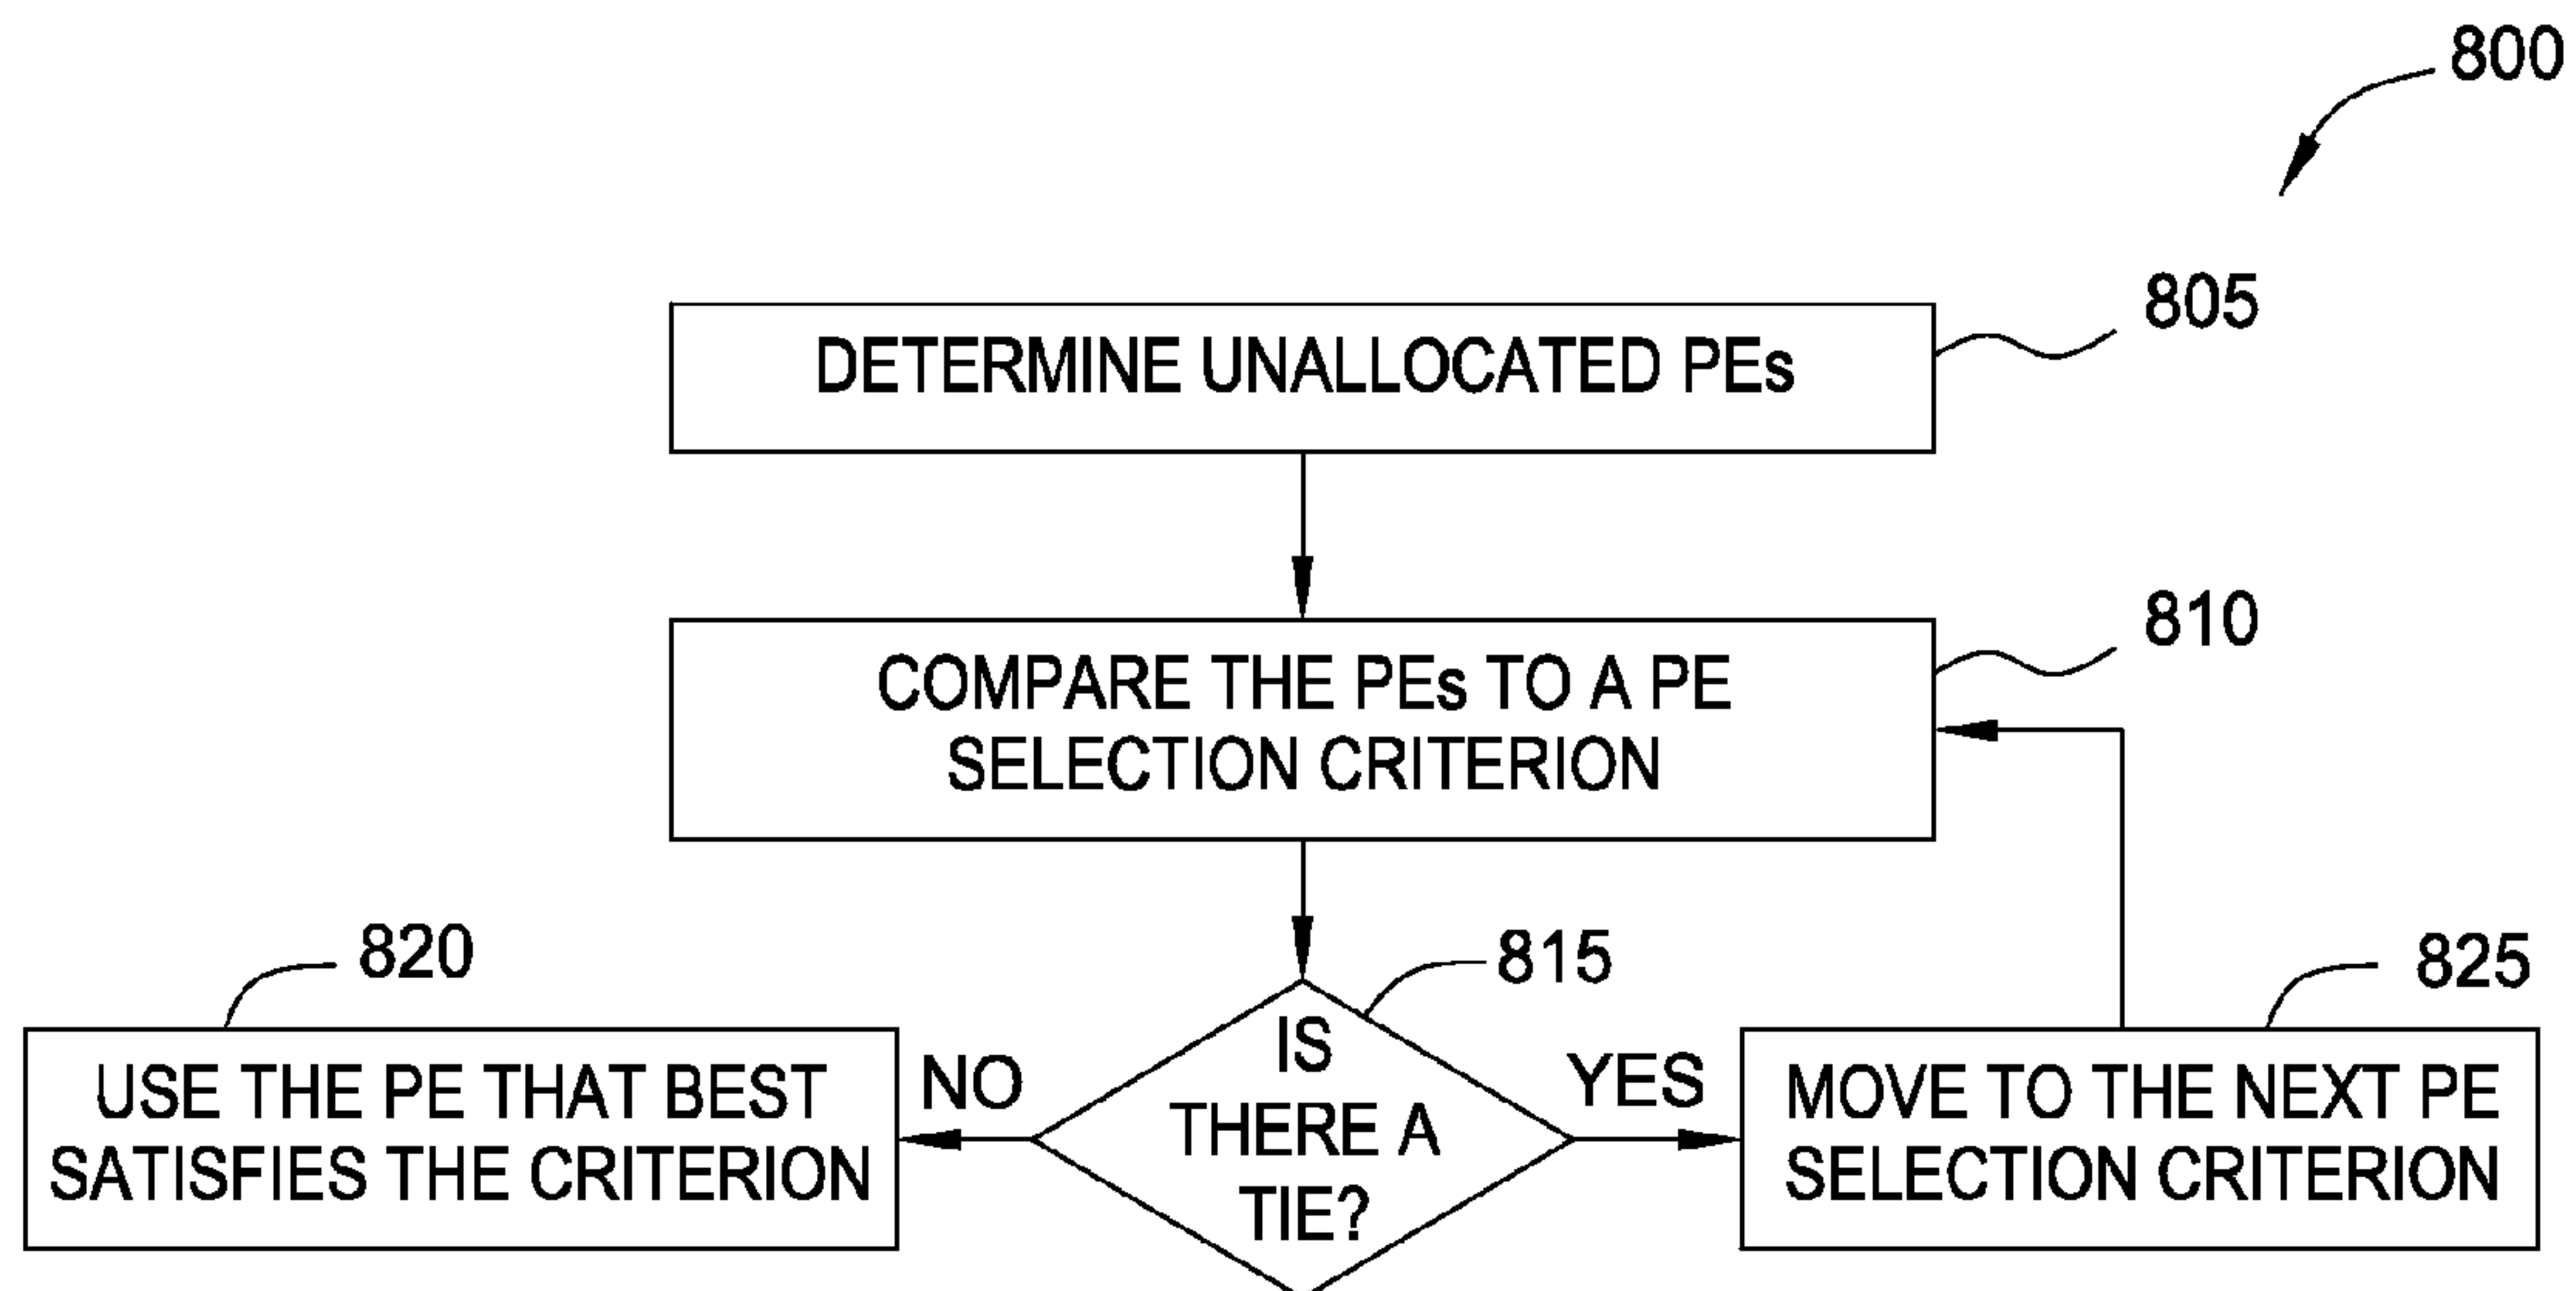 800
805
DETERMINE UNALLOCATED PEs
810
COMPARE THE PEs TO A PE
SELECTION CRITERION
820
815
825
USE THE PE THAT BEST
SATISFIES THE CRITERION
NO
IS
THERE A
TIE?
YES
MOVE TO THE NEXT PE
SELECTION CRITERION